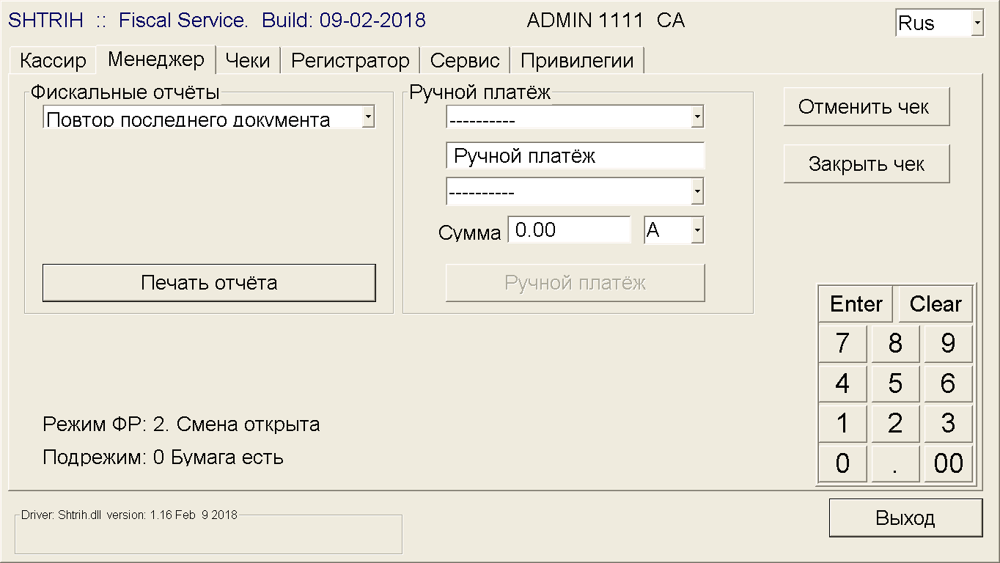 SHTRIH :: Fiscal Service. Build: 09-02-2018 ADMIN 1111 CA Rus
Кассир Менеджер Чеки Регистратор Сервис Привилегии
Фискальные отчёты
Повтор последнего документа
Печать отчёта
Ручной платёж
----------
Ручной платёж
----------
Сумма 0.00 A
Ручной платёж
Отменить чек
Закрыть чек
Enter Clear
7 8 9
4 5 6
1 2 3
0 . 00
Режим ФР: 2. Смена открыта
Подрежим: 0 Бумага есть
Driver: Shtrih.dll version: 1.16 Feb 9 2018
Выход